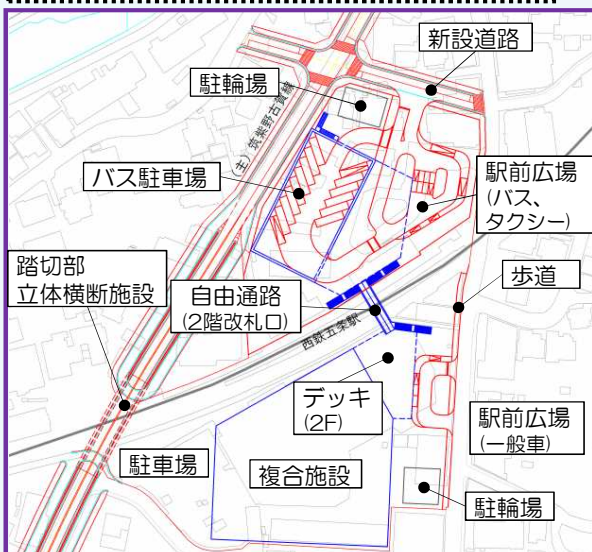 新設道路
駐輪場
(主) 筑紫野古賀線
バス駐車場
駅前広場
(バス、
タクシー)
踏切部
立体横断施設
自由通路
(2階改札口)
歩道
西鉄五条駅
デッキ
(2F)
駅前広場
(一般車)
駐車場
複合施設
駐輪場